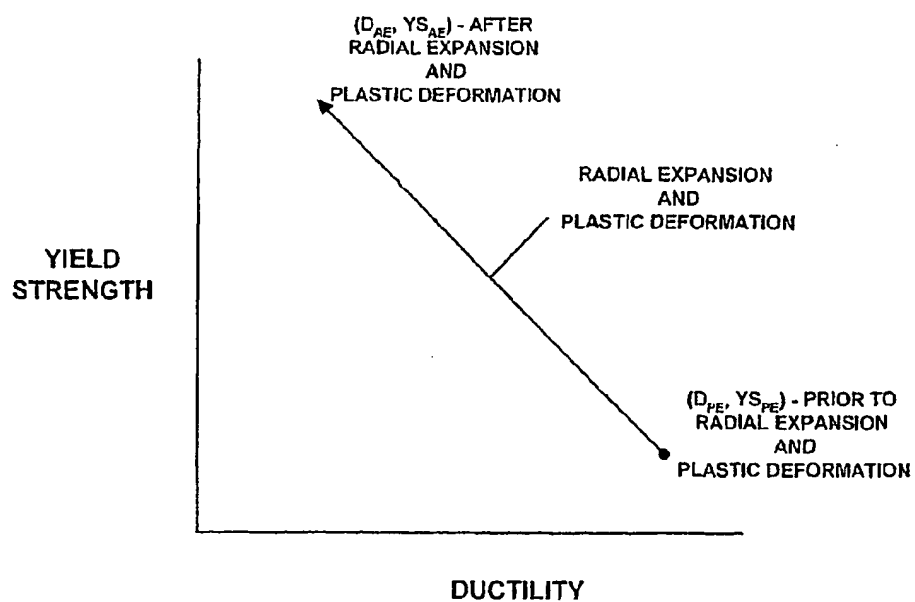 (D_AE, YS_AE) - AFTER
RADIAL EXPANSION
AND
PLASTIC DEFORMATION
RADIAL EXPANSION
AND
PLASTIC DEFORMATION
YIELD
STRENGTH
(D_PE, YS_PE) - PRIOR TO
RADIAL EXPANSION
AND
PLASTIC DEFORMATION
DUCTILITY